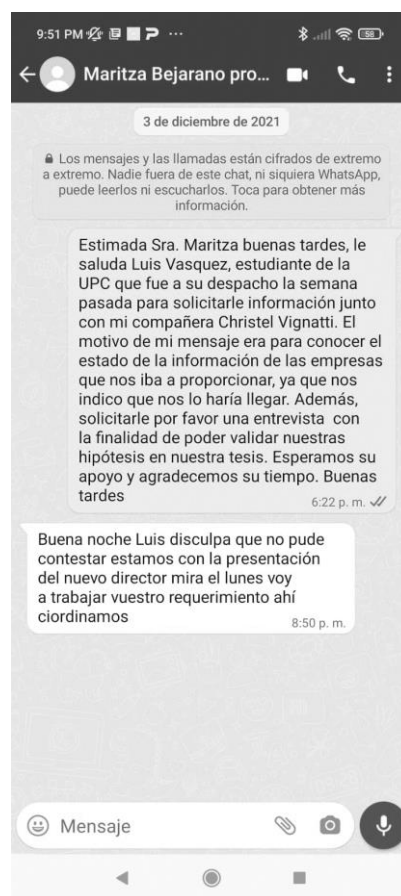 9:51 PM ... 58
Maritza Bejarano pro...
3 de diciembre de 2021
Los mensajes y las llamadas están cifrados de extremo
a extremo. Nadie fuera de este chat, ni siquiera WhatsApp,
puede leerlos ni escucharlos. Toca para obtener más
información.
Estimada Sra. Maritza buenas tardes, le
saluda Luis Vasquez, estudiante de la
UPC que fue a su despacho la semana
pasada para solicitarle información junto
con mi compañera Christel Vignatti. El
motivo de mi mensaje era para conocer el
estado de la información de las empresas
que nos iba a proporcionar, ya que nos
indico que nos lo haría llegar. Además,
solicitarle por favor una entrevista con
la finalidad de poder validar nuestras
hipótesis en nuestra tesis. Esperamos su
apoyo y agradecemos su tiempo. Buenas
tardes
6:22 p. m.
Buena noche Luis disculpa que no pude
contestar estamos con la presentación
del nuevo director mira el lunes voy
a trabajar vuestro requerimiento ahí
ciordinamos
8:50 p. m.
Mensaje